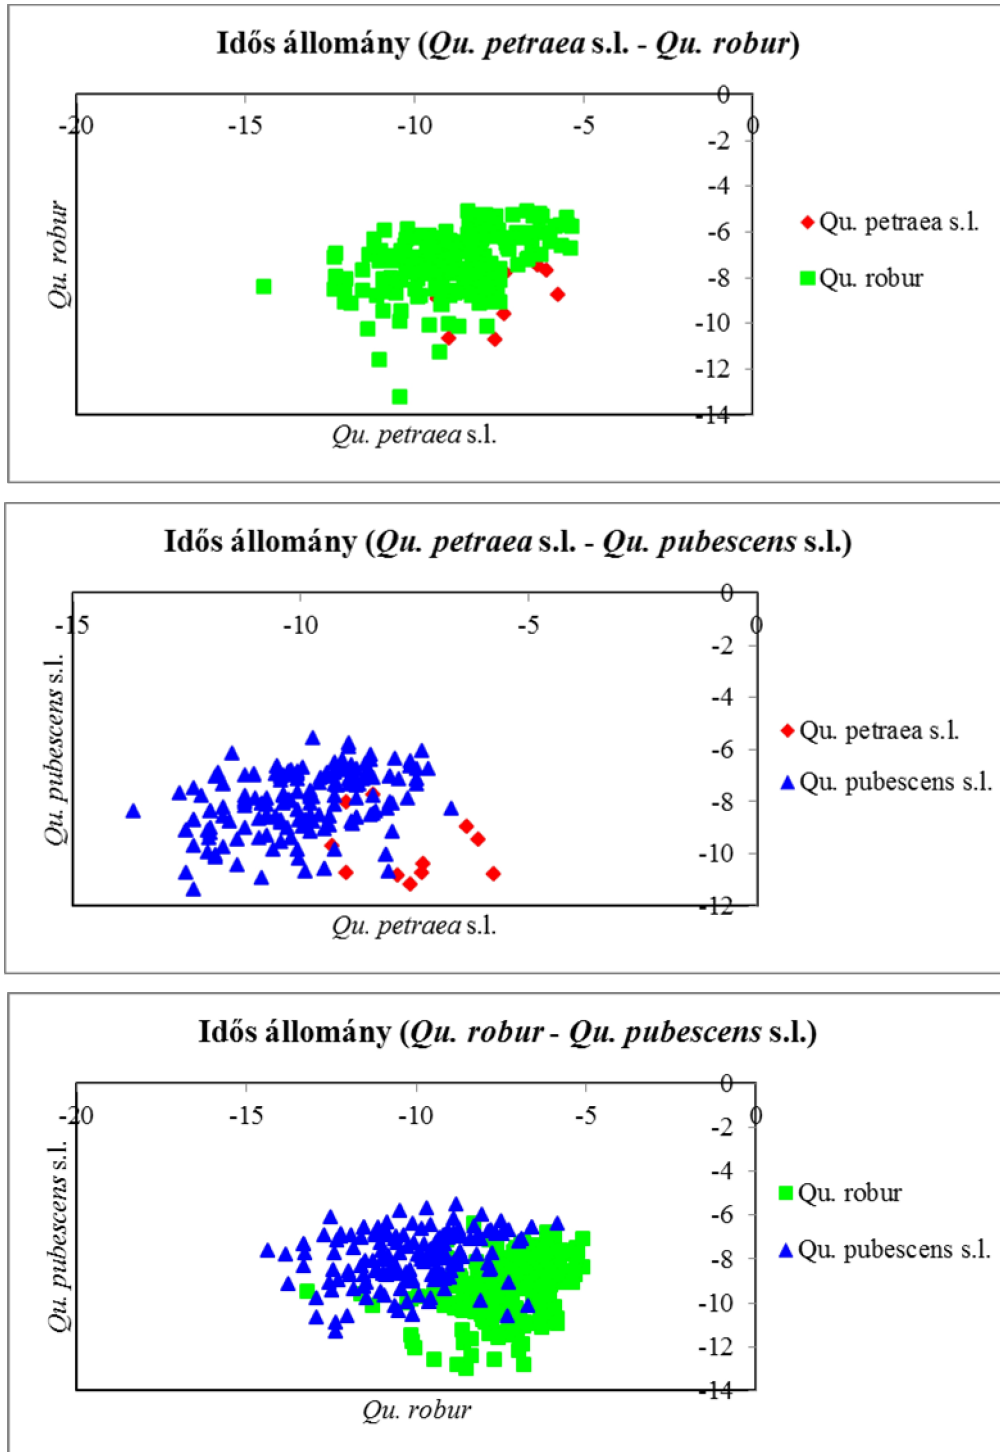 Idős állomány (Qu. petraea s.l. - Qu. robur)
-20 -15 -10 -5 0
0
-2
-4
-6
-8
-10
-12
-14
Qu. robur
Qu. petraea s.l.
Qu. petraea s.l.
Qu. robur
Idős állomány (Qu. petraea s.l. - Qu. pubescens s.l.)
-15 -10 -5 0
0
-2
-4
-6
-8
-10
-12
Qu. pubescens s.l.
Qu. petraea s.l.
Qu. petraea s.l.
Qu. pubescens s.l.
Idős állomány (Qu. robur - Qu. pubescens s.l.)
-20 -15 -10 -5 0
0
-2
-4
-6
-8
-10
-12
-14
Qu. pubescens s.l.
Qu. robur
Qu. robur
Qu. pubescens s.l.